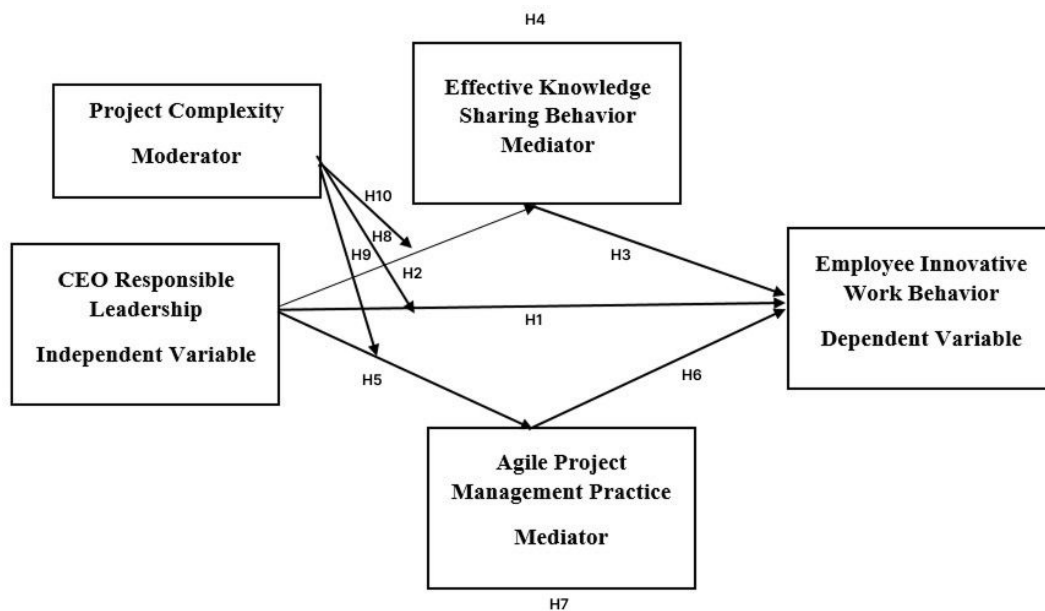 H4
Effective Knowledge
Sharing Behavior
Mediator
Project Complexity
Moderator
H10
H8
H9
H2
H3
CEO Responsible
Leadership
Independent Variable
H1
Employee Innovative
Work Behavior
Dependent Variable
H5
H6
Agile Project
Management Practice
Mediator
H7